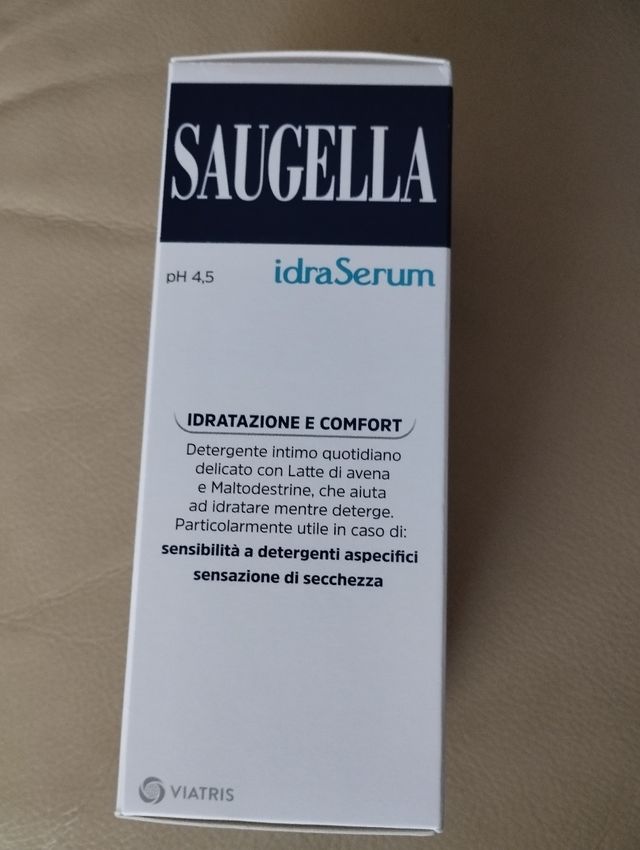 SAUGELLA
pH 4,5 idraSerum
IDRATAZIONE E COMFORT
Detergente intimo quotidiano
delicato con Latte di avena
e Maltodestrine, che aiuta
ad idratare mentre deterge.
Particolarmente utile in caso di:
sensibilità a detergenti aspecifici
sensazione di secchezza
VIATRIS